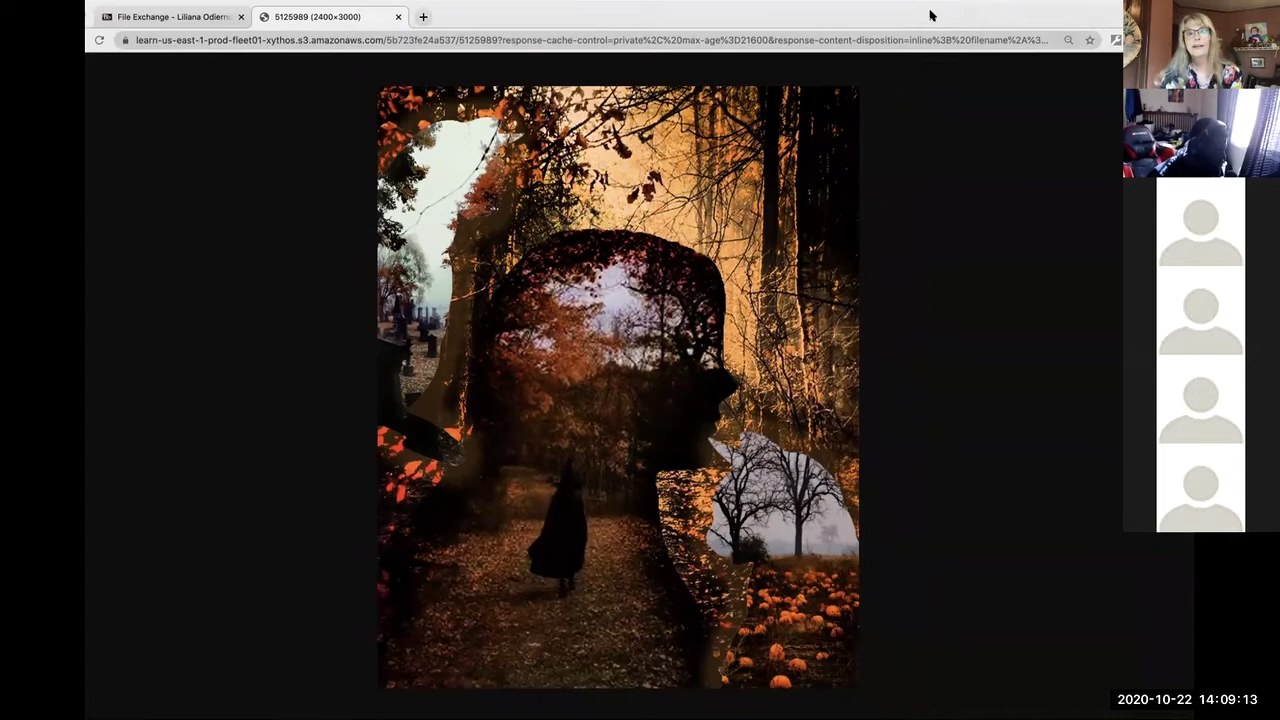 File Exchange - Liliana Odierno
5125989 (2400×3000)
learn-us-east-1-prod-fleet01-xythos.s3.amazonaws.com/5b723fe24a537/5125989?response-cache-control=private%2C%20max-age%3D21600&response-content-disposition=inline%3B%20filename%2A%3...
2020-10-22 14:09:13